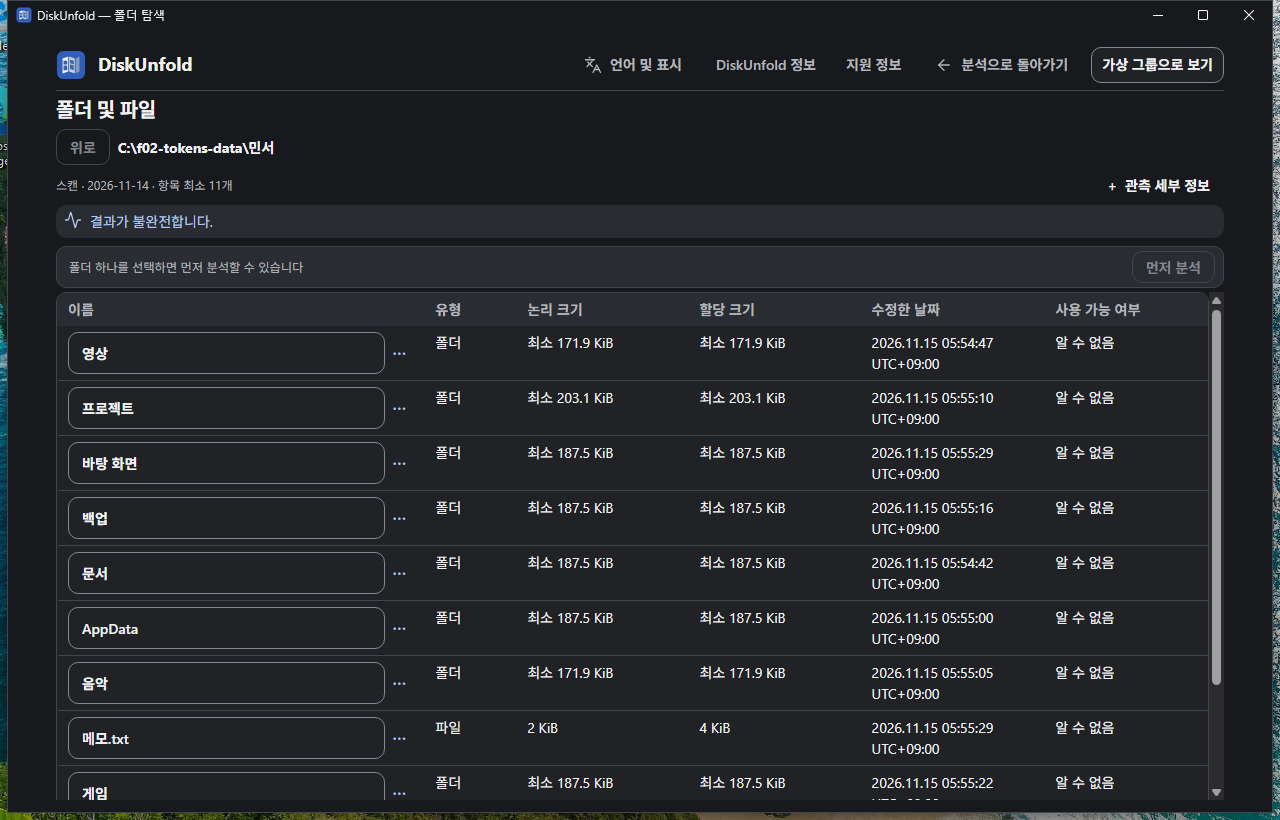 DiskUnfold — 폴더 탐색
DiskUnfold
언어 및 표시
DiskUnfold 정보
지원 정보
← 분석으로 돌아가기
가상 그룹으로 보기
폴더 및 파일
위로 C:\f02-tokens-data\민서
스캔 · 2026-11-14 · 항목 최소 11개
+ 관측 세부 정보
결과가 불완전합니다.
폴더 하나를 선택하면 먼저 분석할 수 있습니다
먼저 분석
이름 유형 논리 크기 할당 크기 수정한 날짜 사용 가능 여부
영상 ... 폴더 최소 171.9 KiB 최소 171.9 KiB 2026.11.15 05:54:47 알 수 없음
UTC+09:00
프로젝트 ... 폴더 최소 203.1 KiB 최소 203.1 KiB 2026.11.15 05:55:10 알 수 없음
UTC+09:00
바탕 화면 ... 폴더 최소 187.5 KiB 최소 187.5 KiB 2026.11.15 05:55:29 알 수 없음
UTC+09:00
백업 ... 폴더 최소 187.5 KiB 최소 187.5 KiB 2026.11.15 05:55:16 알 수 없음
UTC+09:00
문서 ... 폴더 최소 187.5 KiB 최소 187.5 KiB 2026.11.15 05:54:42 알 수 없음
UTC+09:00
AppData ... 폴더 최소 187.5 KiB 최소 187.5 KiB 2026.11.15 05:55:00 알 수 없음
UTC+09:00
음악 ... 폴더 최소 171.9 KiB 최소 171.9 KiB 2026.11.15 05:55:05 알 수 없음
UTC+09:00
메모.txt ... 파일 2 KiB 4 KiB 2026.11.15 05:55:29 알 수 없음
UTC+09:00
게임 ... 폴더 최소 187.5 KiB 최소 187.5 KiB 2026.11.15 05:55:22 알 수 없음